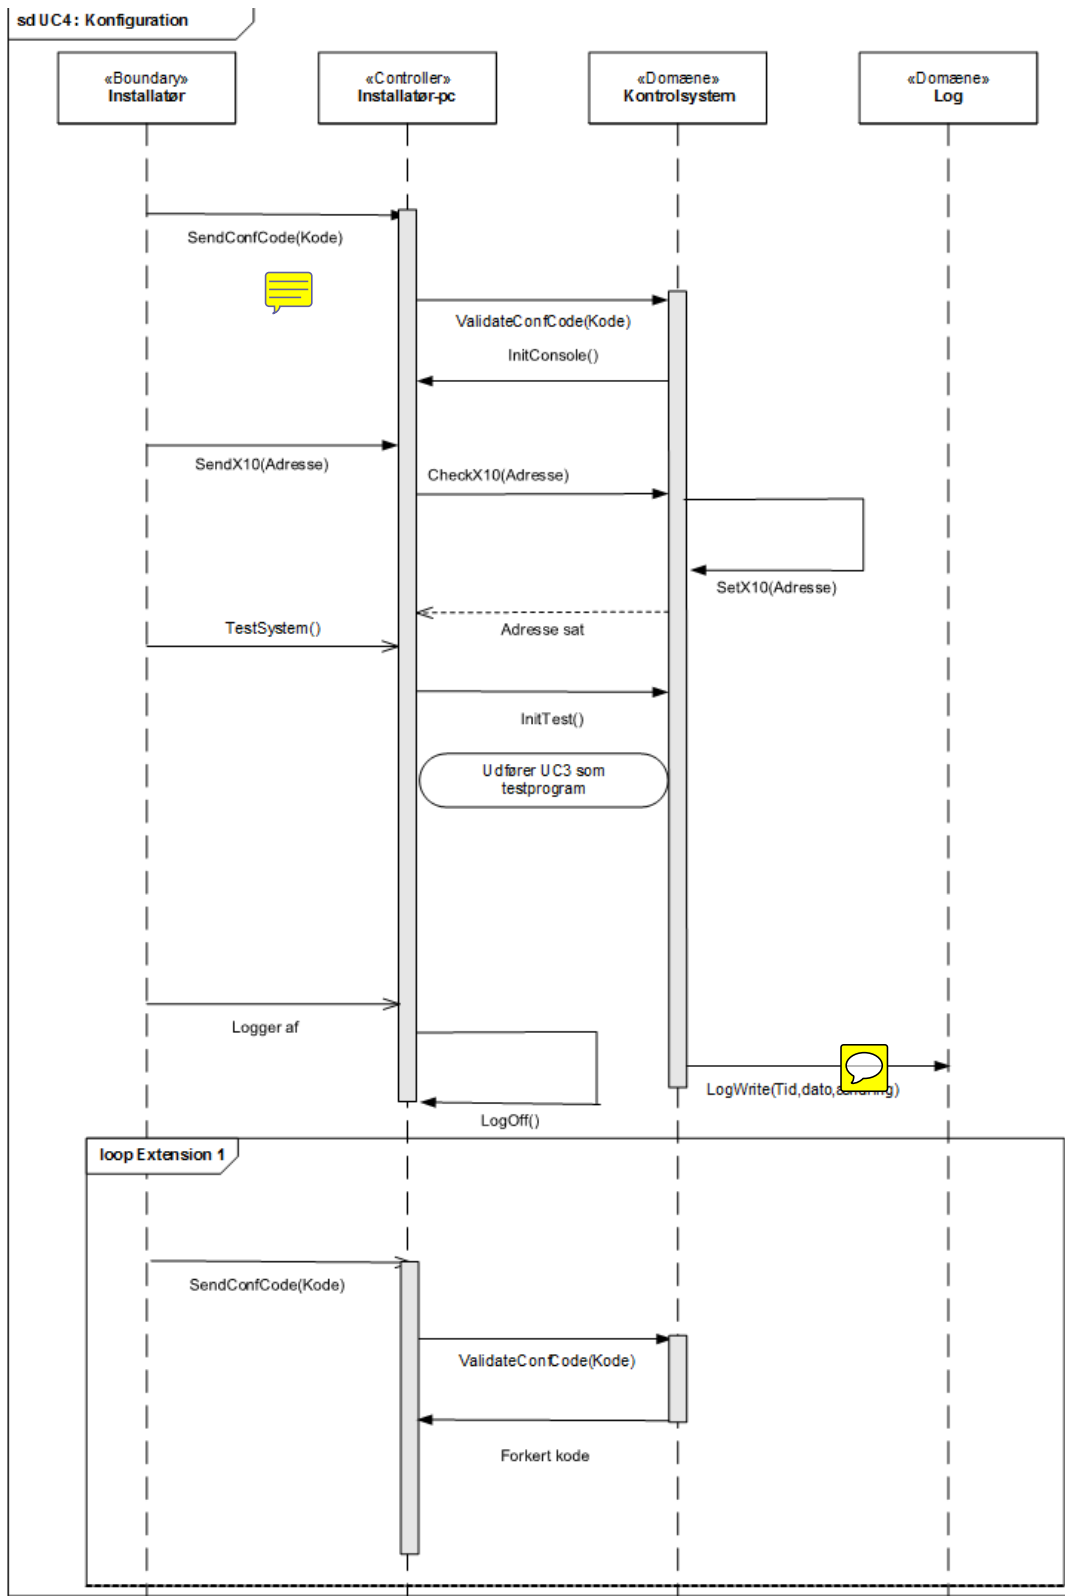 sd UC4: Konfiguration
«Boundary»
Installatør
«Controller»
Installatør-pc
«Domæne»
Kontrolsystem
«Domæne»
Log
SendConfCode(Kode)
ValidateConfCode(Kode)
InitConsole()
SendX10(Adresse)
CheckX10(Adresse)
SetX10(Adresse)
Adresse sat
TestSystem()
InitTest()
Udfører UC3 som
testprogram
Logger af
LogWrite(Tid,dato,
LogOff()
loop Extension 1
SendConfCode(Kode)
ValidateConfCode(Kode)
Forkert kode